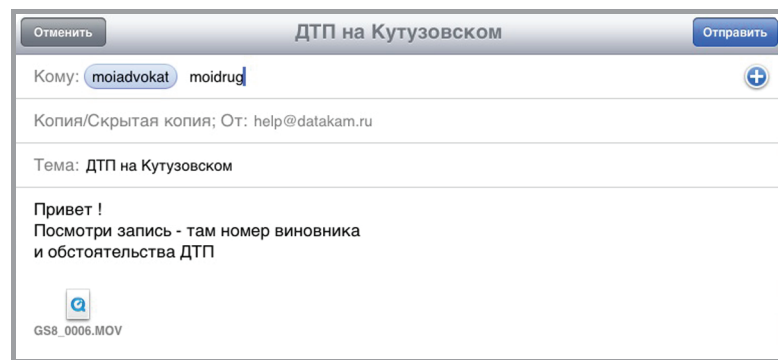 Отменить ДТП на Кутузовском Отправить
Кому: moiadvokat moidrug
Копия/Скрытая копия; От: help@datakam.ru
Тема: ДТП на Кутузовском
Привет !
Посмотри запись - там номер виновника
и обстоятельства ДТП
GS8_0006.MOV